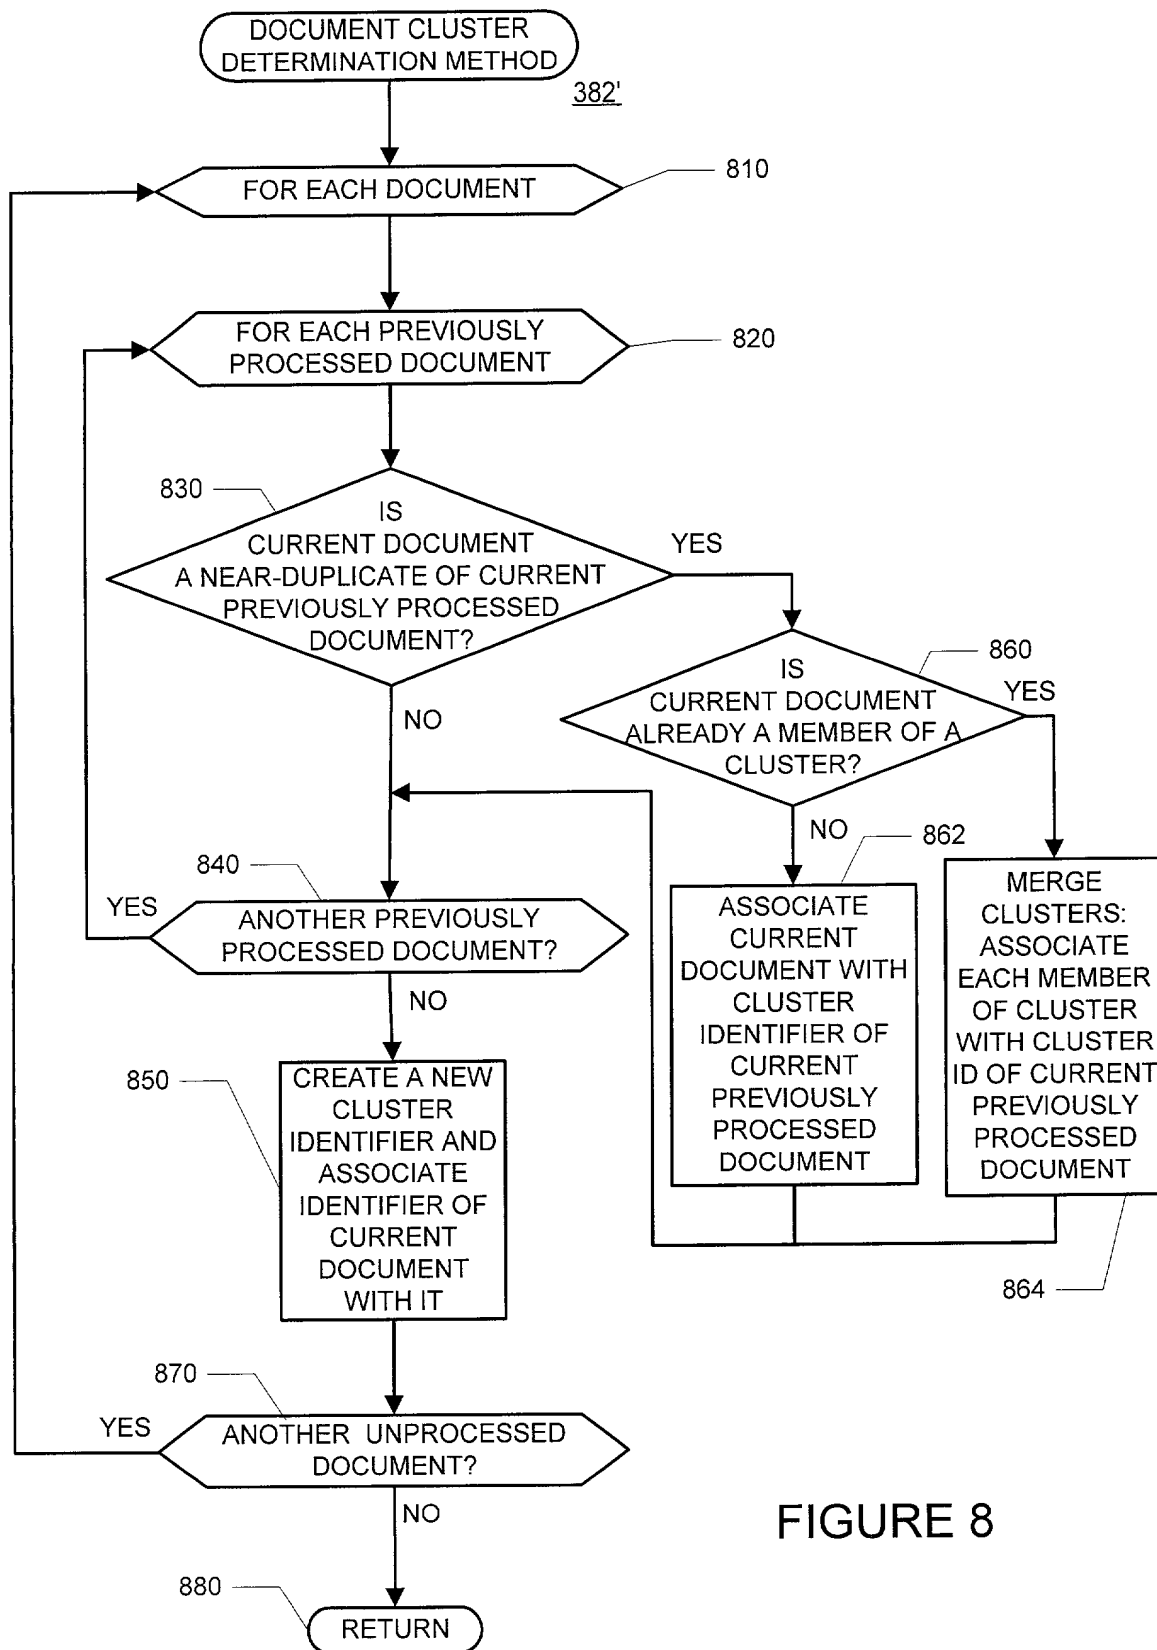 DOCUMENT CLUSTER
DETERMINATION METHOD
382'
FOR EACH DOCUMENT
810
FOR EACH PREVIOUSLY
PROCESSED DOCUMENT
820
830
IS
CURRENT DOCUMENT
A NEAR-DUPLICATE OF CURRENT
PREVIOUSLY PROCESSED
DOCUMENT?
YES
NO
860
IS
CURRENT DOCUMENT
ALREADY A MEMBER OF A
CLUSTER?
YES
NO
862
ASSOCIATE
CURRENT
DOCUMENT WITH
CLUSTER
IDENTIFIER OF
CURRENT
PREVIOUSLY
PROCESSED
DOCUMENT
MERGE
CLUSTERS:
ASSOCIATE
EACH MEMBER
OF CLUSTER
WITH CLUSTER
ID OF CURRENT
PREVIOUSLY
PROCESSED
DOCUMENT
864
840
YES
ANOTHER PREVIOUSLY
PROCESSED DOCUMENT?
NO
850
CREATE A NEW
CLUSTER
IDENTIFIER AND
ASSOCIATE
IDENTIFIER OF
CURRENT
DOCUMENT
WITH IT
870
YES
ANOTHER UNPROCESSED
DOCUMENT?
NO
880
RETURN
FIGURE 8